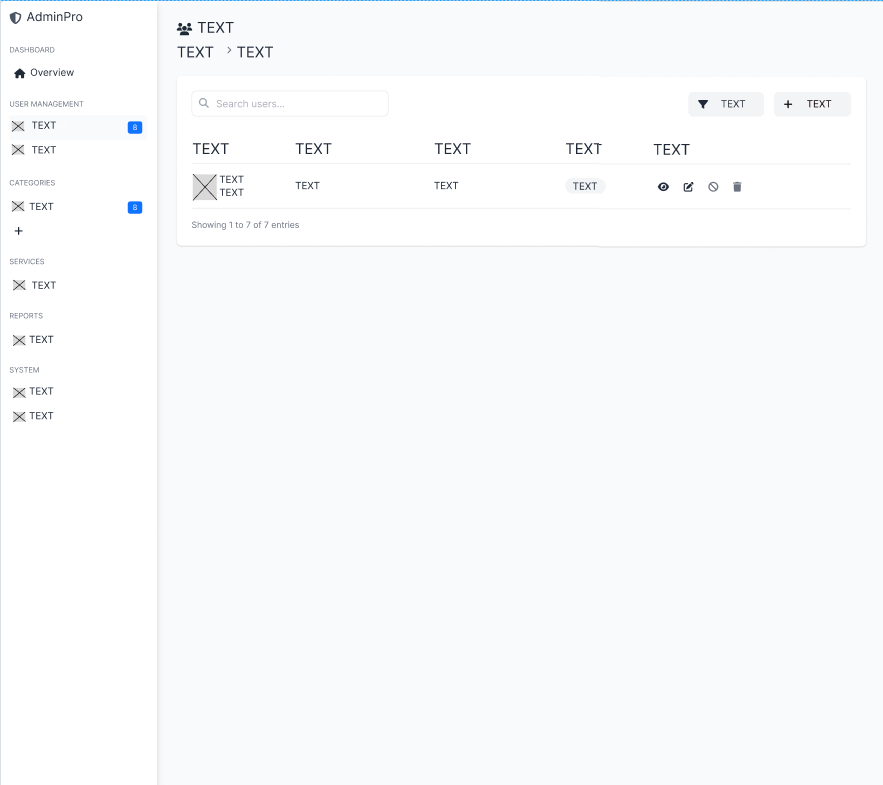 AdminPro
DASHBOARD
Overview
USER MANAGEMENT
TEXT 8
TEXT
CATEGORIES
TEXT 8
SERVICES
TEXT
REPORTS
TEXT
SYSTEM
TEXT
TEXT
TEXT
TEXT > TEXT
Search users...
TEXT
+ TEXT
TEXT TEXT TEXT TEXT TEXT
TEXT
TEXT
TEXT TEXT TEXT
Showing 1 to 7 of 7 entries